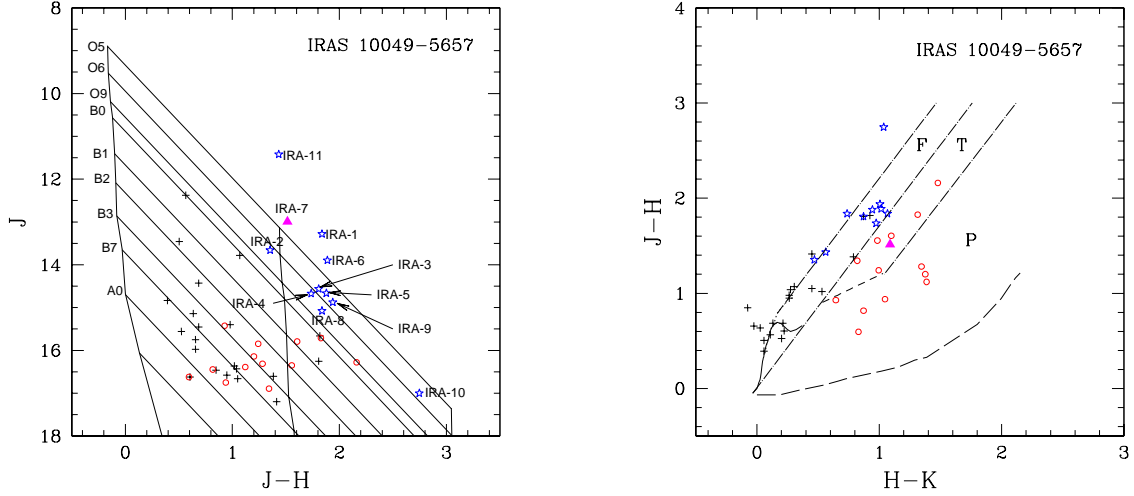 8
10
12
14
16
18
J
0
1
2
3
J−H
IRAS 10049−5657
O5
O6
O9
B0
B1
B2
B3
B7
A0
IRA-11
IRA-7
IRA-1
IRA-2
IRA-6
IRA-3
IRA-5
IRA-4
IRA-8
IRA-9
IRA-10
4
3
2
1
0
J−H
0
1
2
3
H−K
IRAS 10049−5657
F
T
P